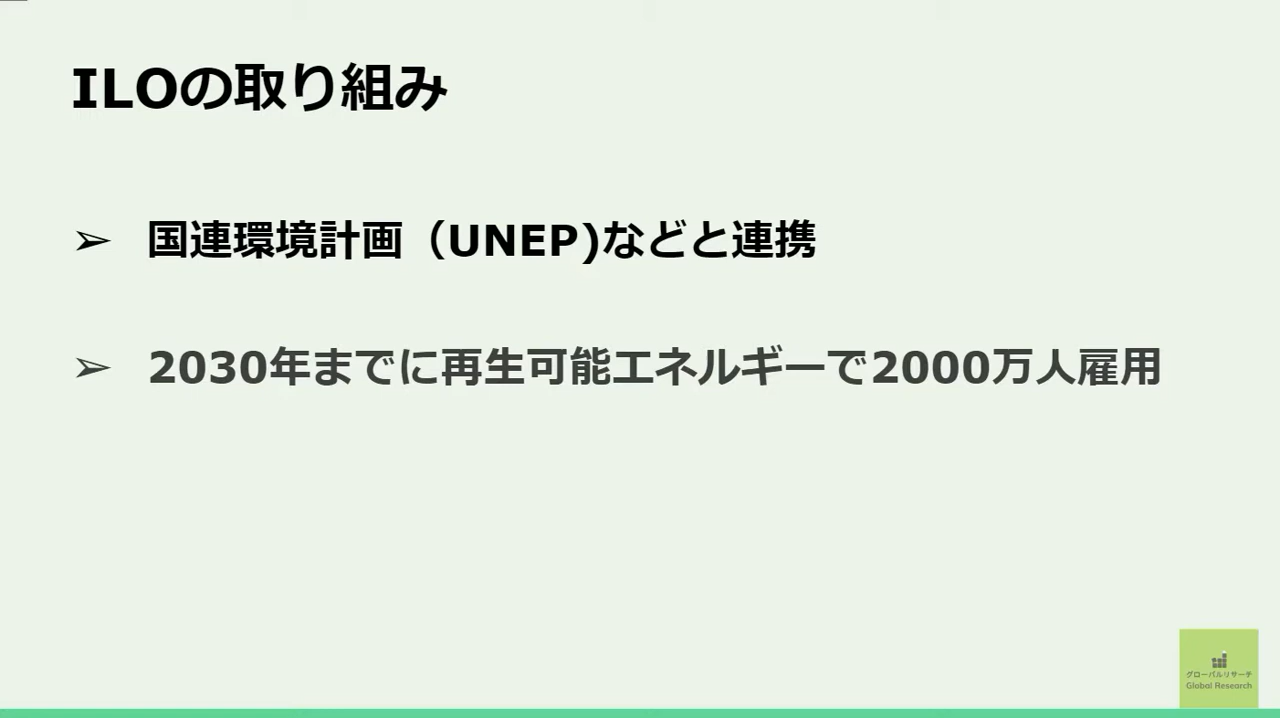 ILOの取り組み
➢ 国連環境計画（UNEP)などと連携
➢ 2030年までに再生可能エネルギーで2000万人雇用
グローバルリサーチ
Global Research